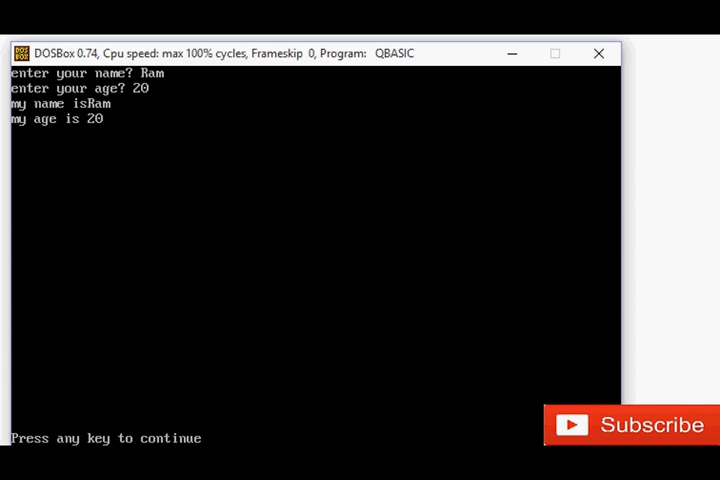 DOSBox 0.74, Cpu speed: max 100% cycles, Frameskip 0, Program: QBASIC
enter your name? Ram
enter your age? 20
my name isRam
my age is 20
Press any key to continue
Subscribe